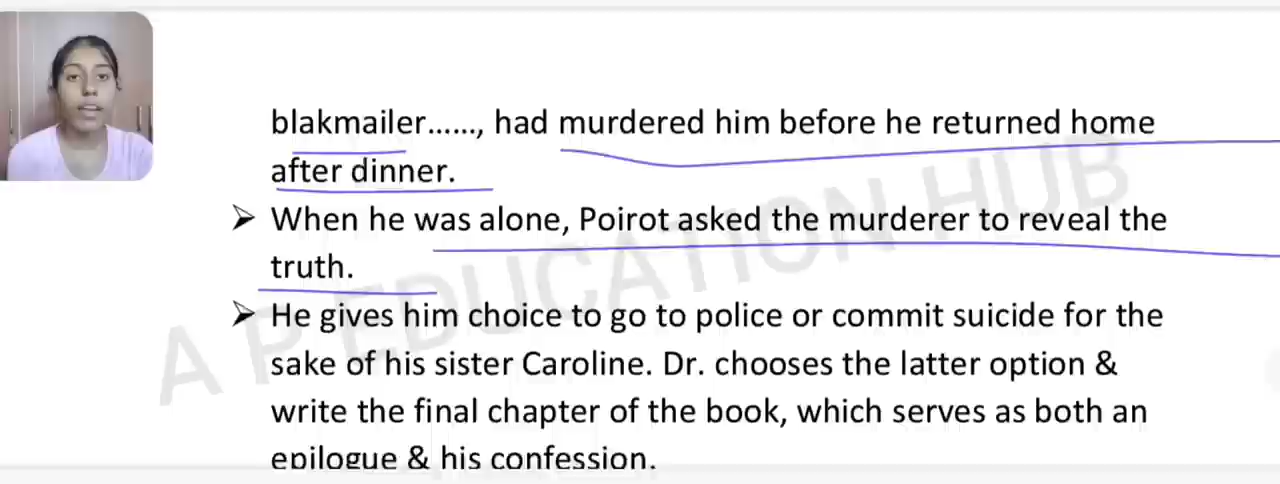 blakmailer……, had murdered him before he returned home
after dinner.
➢ When he was alone, Poirot asked the murderer to reveal the
truth.
➢ He gives him choice to go to police or commit suicide for the
sake of his sister Caroline. Dr. chooses the latter option &
write the final chapter of the book, which serves as both an
epilogue & his confession.
A P EDUCATION HUB